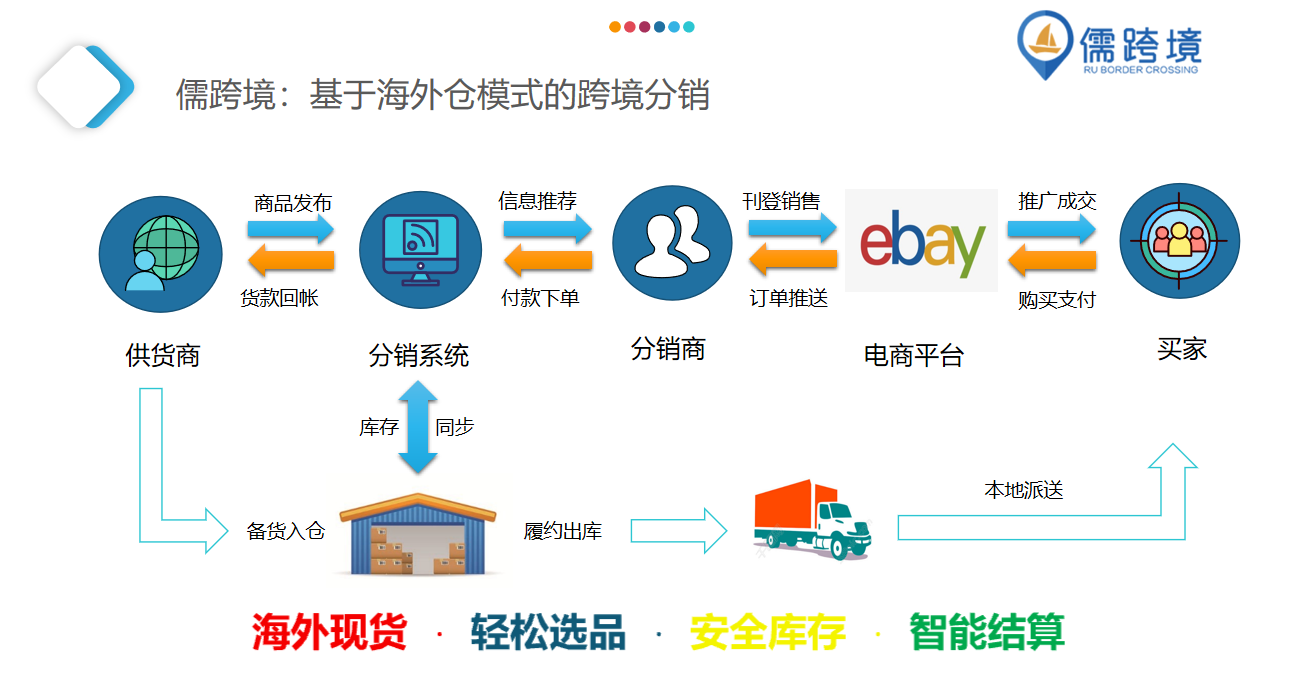 儒跨境
RU BORDER CROSSING
儒跨境：基于海外仓模式的跨境分销
商品发布
信息推荐
刊登销售
推广成交
ebay
货款回帐
付款下单
订单推送
购买支付
供货商
分销系统
分销商
电商平台
买家
库存
同步
备货入仓
履约出库
本地派送
海外现货 · 轻松选品 · 安全库存 · 智能结算